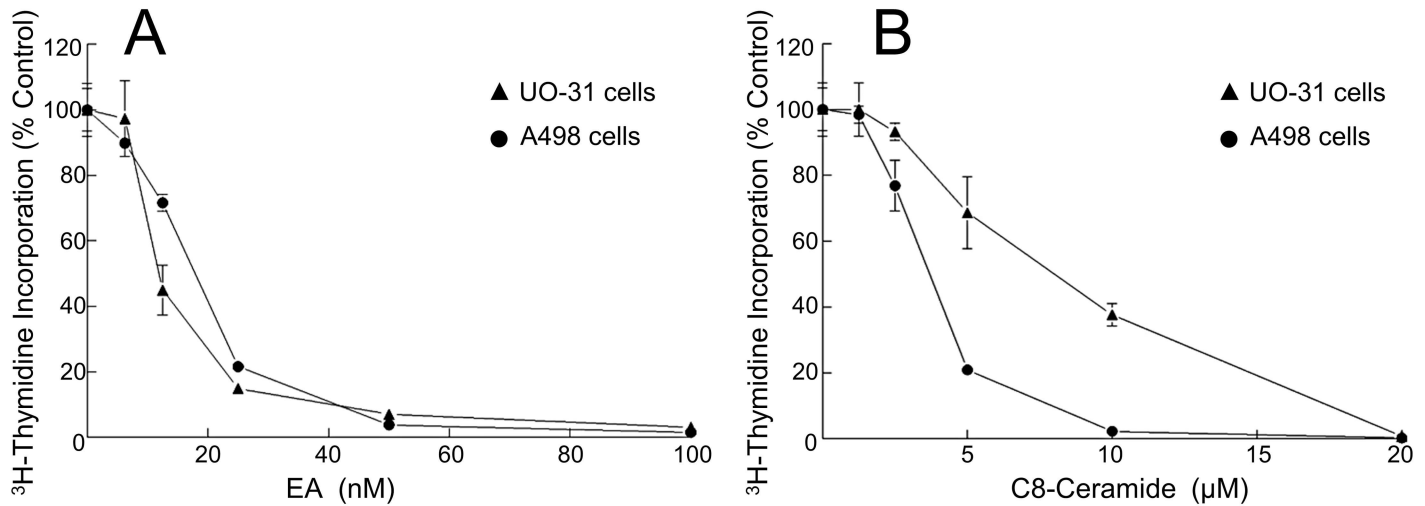 A
³H-Thymidine Incorporation (% Control)
120
100
80
60
40
20
0
UO-31 cells
A498 cells
20
40
60
80
100
EA (nM)
B
³H-Thymidine Incorporation (% Control)
120
100
80
60
40
20
0
UO-31 cells
A498 cells
5
10
15
20
C8-Ceramide (µM)